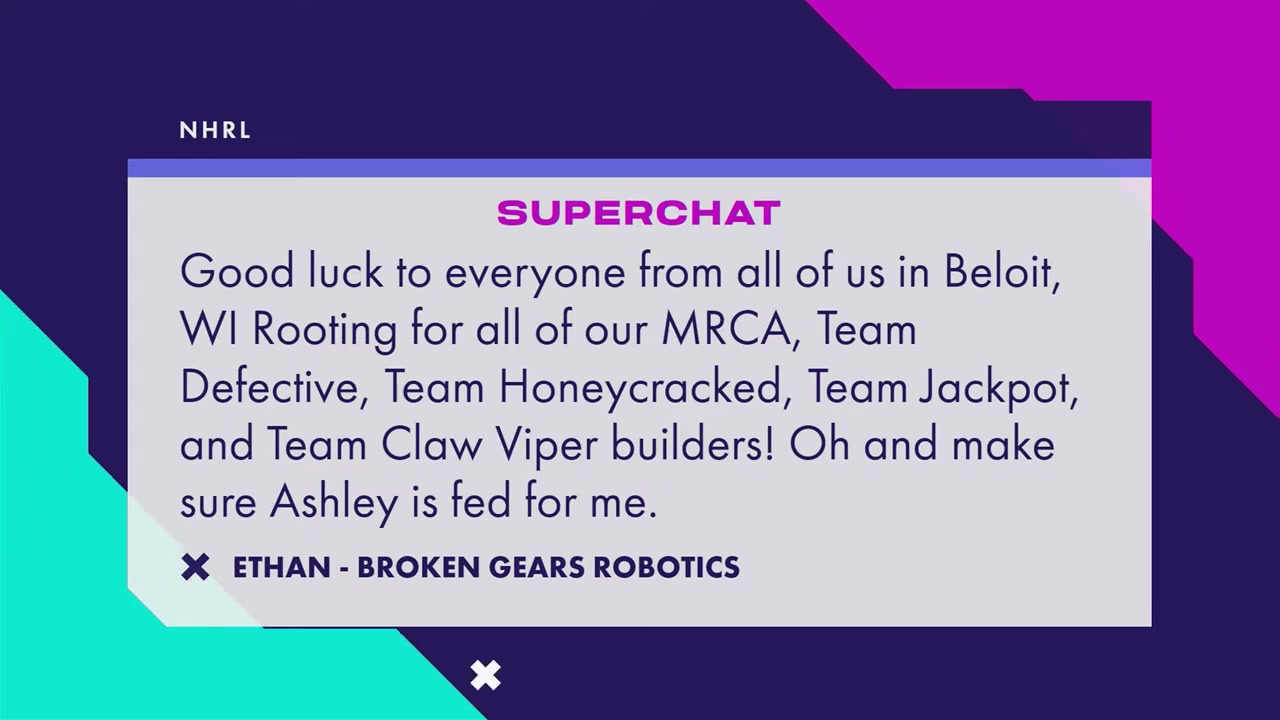 NHRL
SUPERCHAT
Good luck to everyone from all of us in Beloit,
WI Rooting for all of our MRCA, Team
Defective, Team Honeycracked, Team Jackpot,
and Team Claw Viper builders! Oh and make
sure Ashley is fed for me.
ETHAN - BROKEN GEARS ROBOTICS